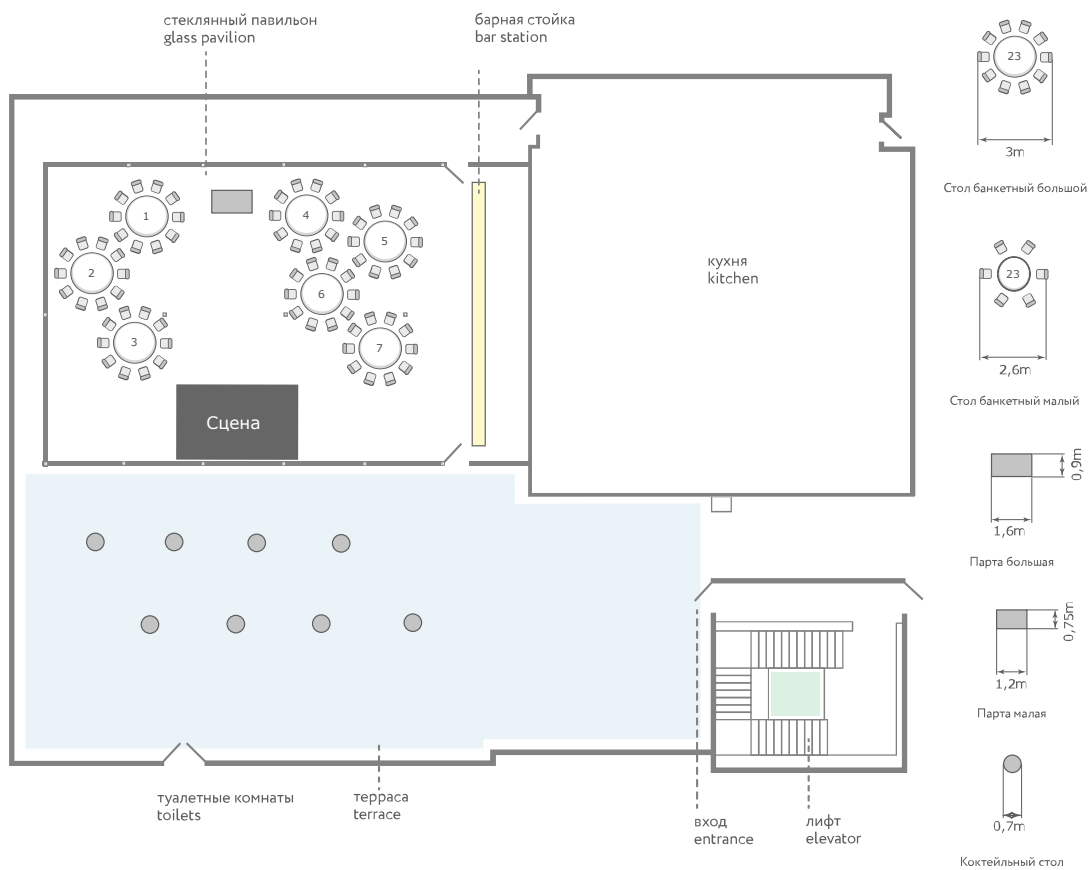 стеклянный павильон
glass pavilion
барная стойка
bar station
23
3m
Стол банкетный большой
1
4
5
2
6
3
7
Сцена
кухня
kitchen
23
2,6m
Стол банкетный малый
0,9m
1,6m
Парта большая
0,75m
1,2m
Парта малая
0,7m
Коктейльный стол
туалетные комнаты
toilets
терраса
terrace
вход
entrance
лифт
elevator